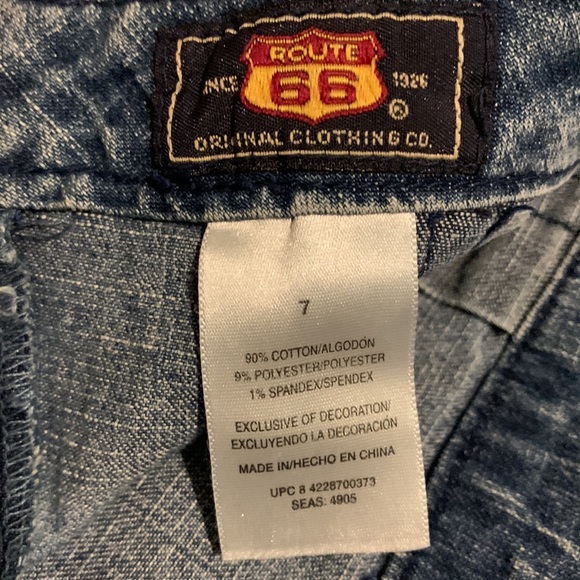 ROUTE
SINCE 66 1926
®
ORIGINAL CLOTHING CO.
7
90% COTTON/ALGODÓN
9% POLYESTER/POLYESTER
1% SPANDEX/SPENDEX
EXCLUSIVE OF DECORATION/
EXCLUYENDO LA DECORACIÓN
MADE IN/HECHO EN CHINA
UPC 8 4228700373
SEAS: 4905